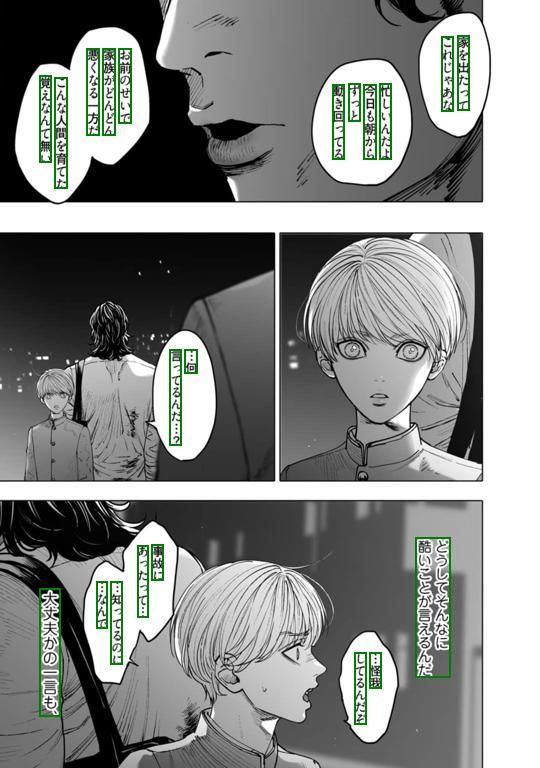 家を出たって
これじゃあな
忙しいんだよ
今日も朝から
ずっと
動き回ってる
お前のせいで
家族がどんどん
悪くなる一方だ
こんな人間を育てた
覚えなんて無い
…何
言ってるんだ…？
どうしてそんなに
酷いことが言えるんだ
…怪我
してるんだろ
事故に
あったって…
…知ってるのに
…なんで
大丈夫かの一言も、